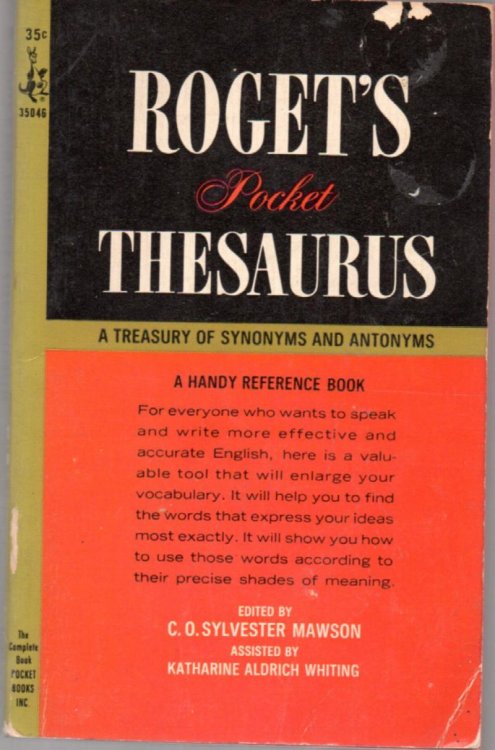 35c
35046
ROGET'S
Pocket
THESAURUS
A TREASURY OF SYNONYMS AND ANTONYMS
A HANDY REFERENCE BOOK
For everyone who wants to speak
and write more effective and
accurate English, here is a valu-
able tool that will enlarge your
vocabulary. It will help you to find
the words that express your ideas
most exactly. It will show you how
to use those words according to
their precise shades of meaning.
EDITED BY
C. O. SYLVESTER MAWSON
ASSISTED BY
KATHARINE ALDRICH WHITING
The
Complete
Book
POCKET
BOOKS
INC.